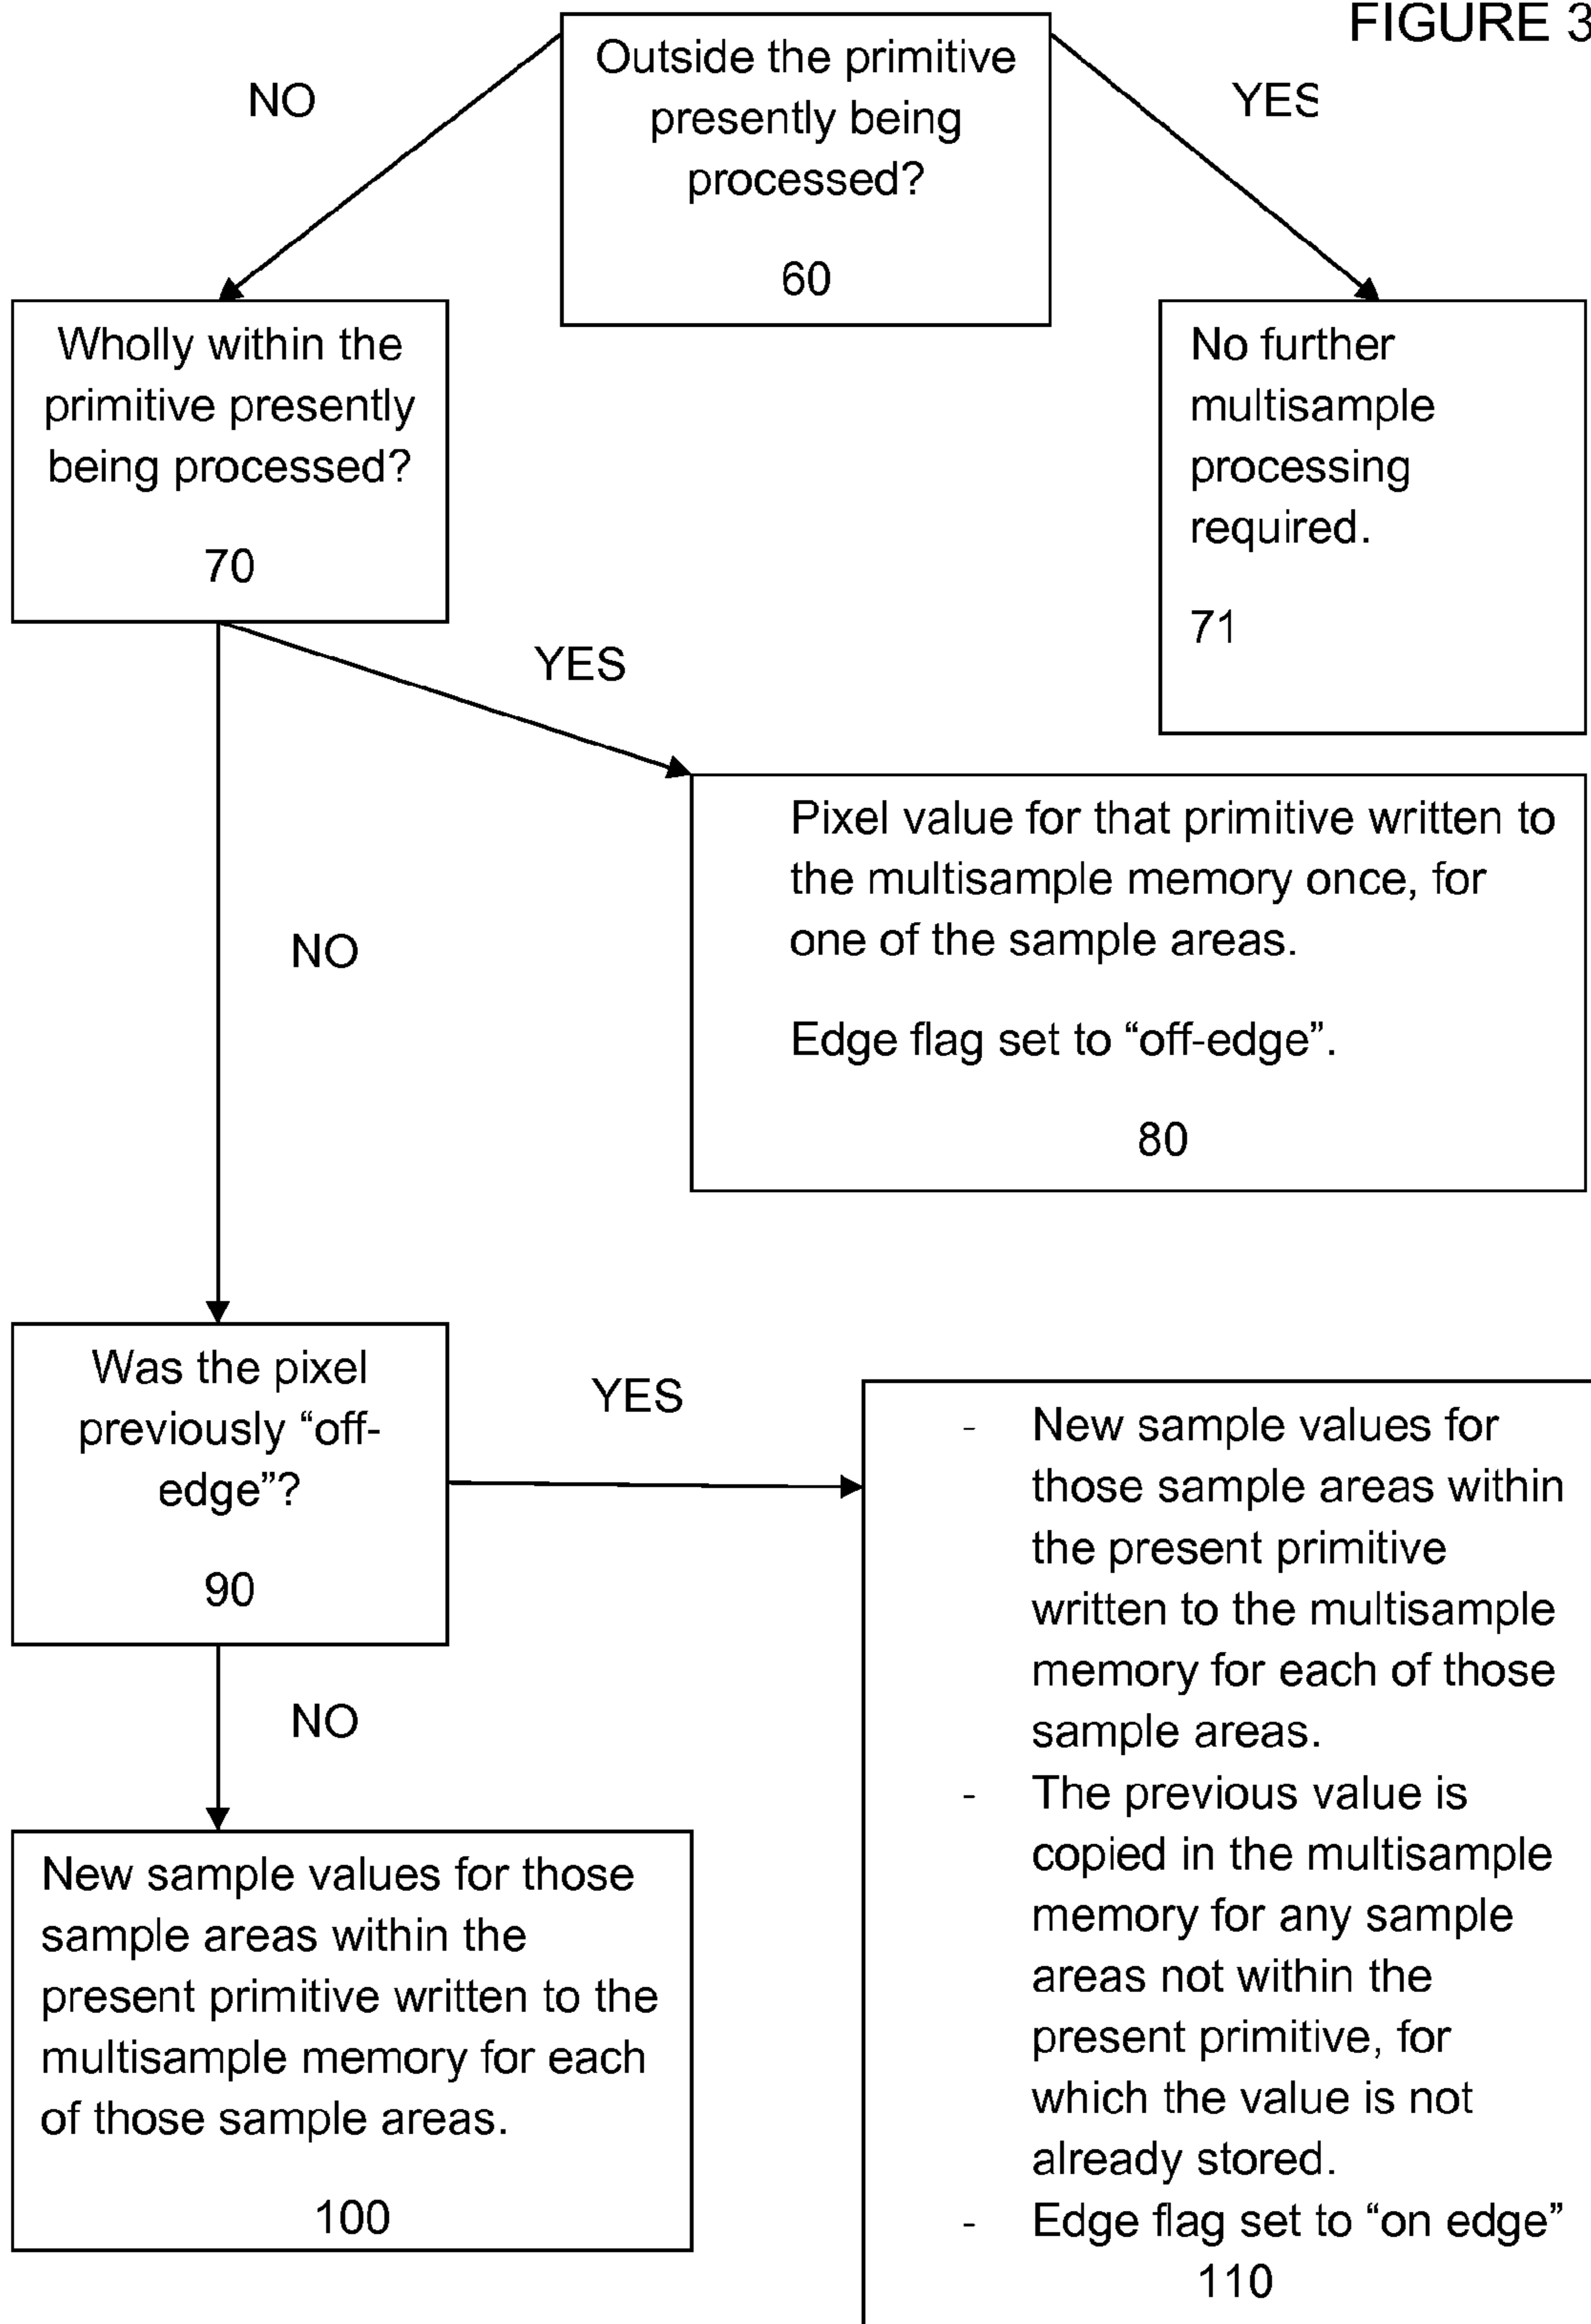 FIGURE 3
Outside the primitive
presently being
processed?
60
NO
YES
Wholly within the
primitive presently
being processed?
70
No further
multisample
processing
required.
71
YES
Pixel value for that primitive written to
the multisample memory once, for
one of the sample areas.
Edge flag set to “off-edge”.
80
NO
Was the pixel
previously “off-
edge”?
90
YES
- New sample values for
those sample areas within
the present primitive
written to the multisample
memory for each of those
sample areas.
- The previous value is
copied in the multisample
memory for any sample
areas not within the
present primitive, for
which the value is not
already stored.
- Edge flag set to “on edge”
110
NO
New sample values for those
sample areas within the
present primitive written to the
multisample memory for each
of those sample areas.
100